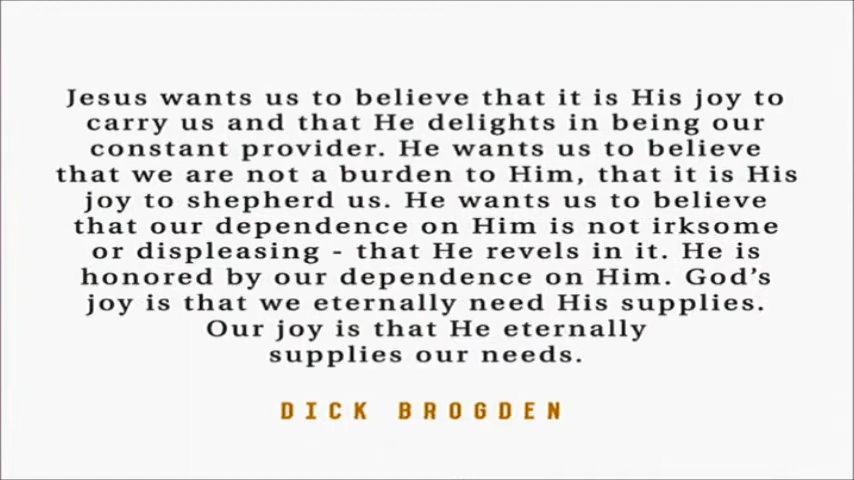 Jesus wants us to believe that it is His joy to
carry us and that He delights in being our
constant provider. He wants us to believe
that we are not a burden to Him, that it is His
joy to shepherd us. He wants us to believe
that our dependence on Him is not irksome
or displeasing - that He revels in it. He is
honored by our dependence on Him. God’s
joy is that we eternally need His supplies.
Our joy is that He eternally
supplies our needs.
DICK BROGDEN